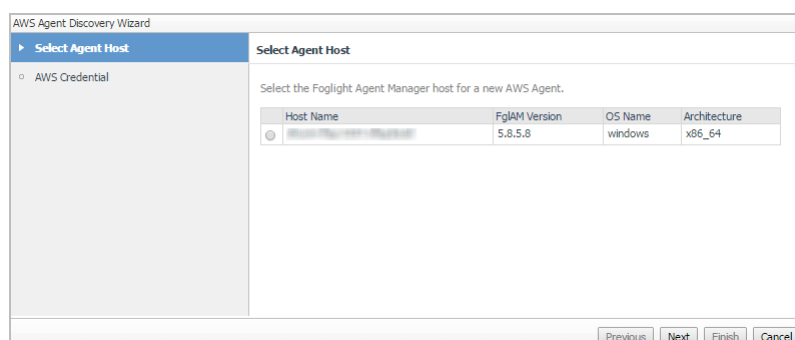 AWS Agent Discovery Wizard
Select Agent Host
AWS Credential
Select Agent Host
Select the Foglight Agent Manager host for a new AWS Agent.
Host Name FglAM Version OS Name Architecture
5.8.5.8 windows x86_64
Previous Next Finish Cancel